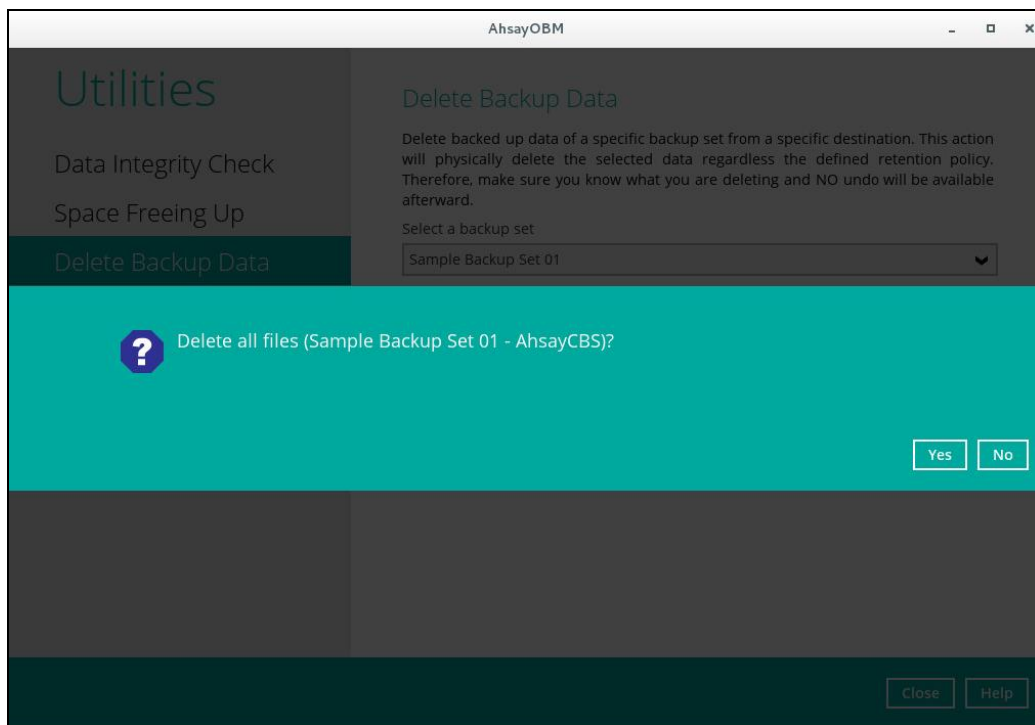 AhsayOBM
Utilities
Data Integrity Check
Space Freeing Up
Delete Backup Data
Delete Backup Data
Delete backed up data of a specific backup set from a specific destination. This action
will physically delete the selected data regardless the defined retention policy.
Therefore, make sure you know what you are deleting and NO undo will be available
afterward.
Select a backup set
Sample Backup Set 01
?
Delete all files (Sample Backup Set 01 - AhsayCBS)?
Yes No
Close Help